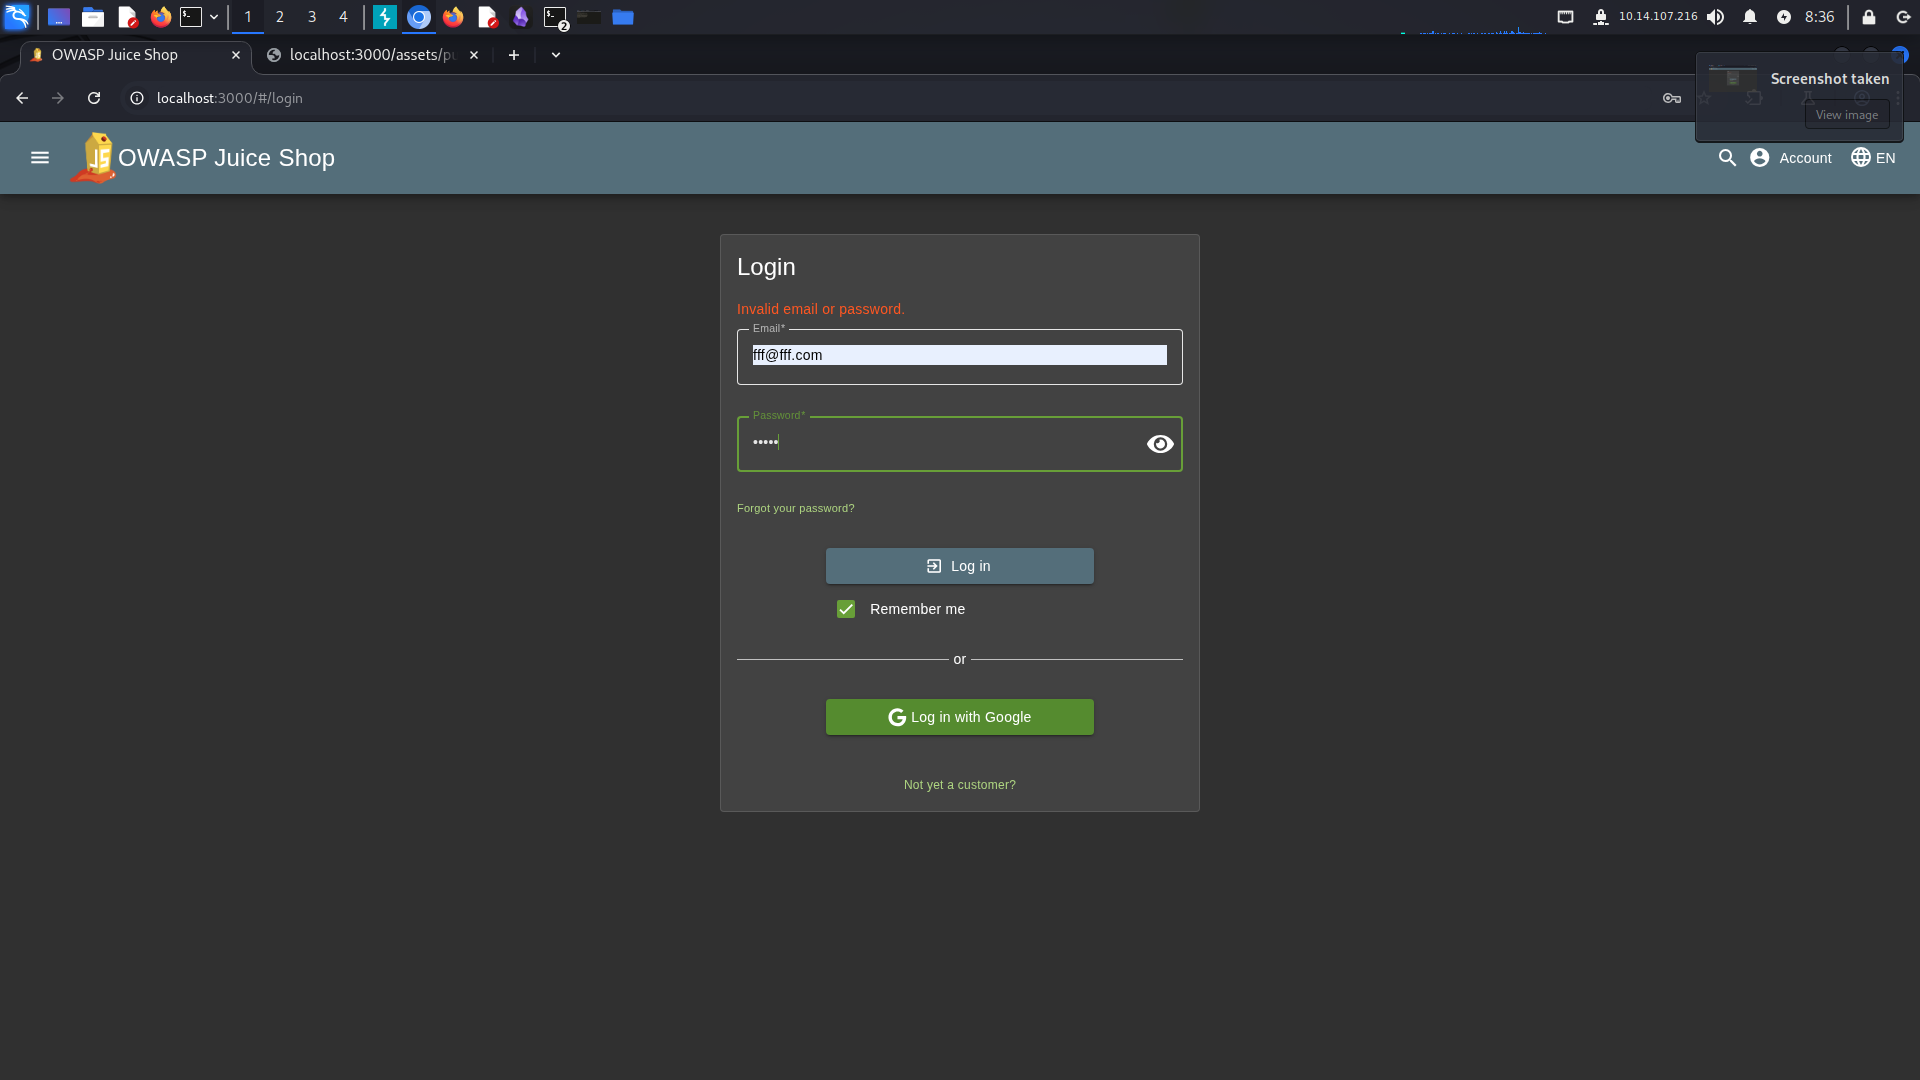 1 2 3 4
2
10.14.107.216
8:36
OWASP Juice Shop
localhost:3000/assets/pu
localhost:3000/#/login
Screenshot taken
View image
JS
OWASP Juice Shop
Account
EN
Login
Invalid email or password.
Email*
fff@fff.com
Password*
•••••
Forgot your password?
Log in
Remember me
or
G Log in with Google
Not yet a customer?